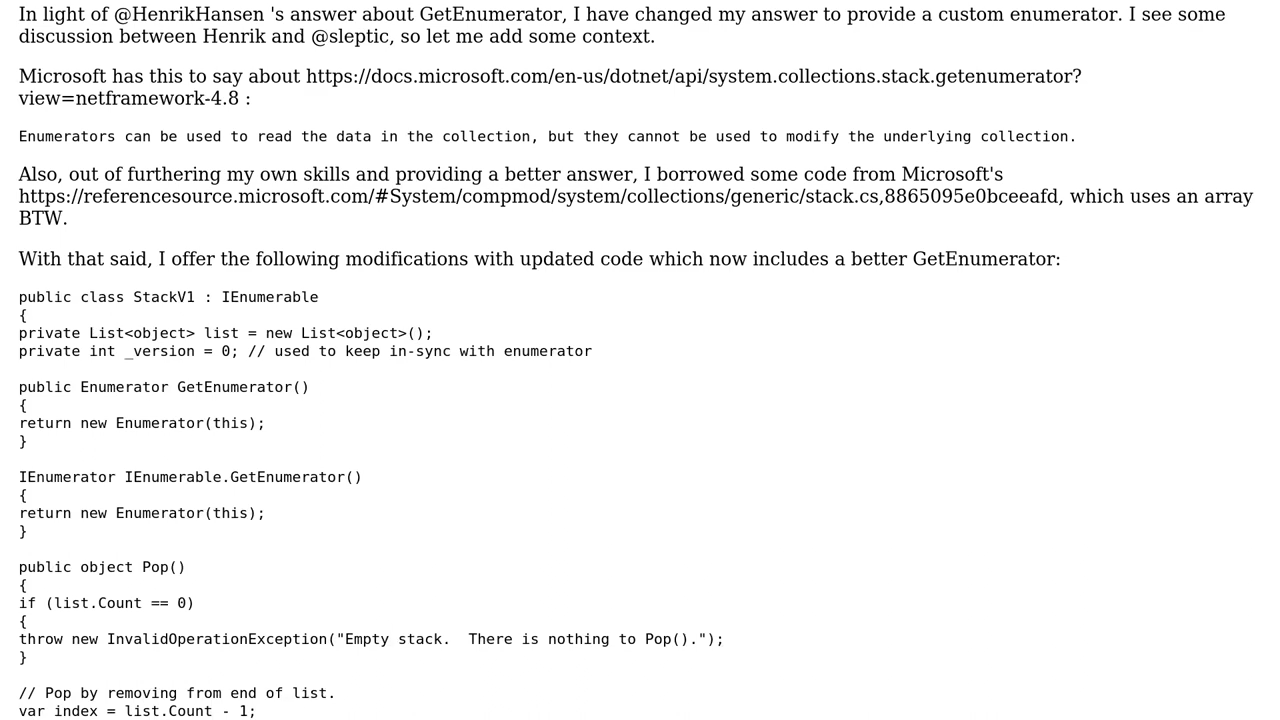 In light of @HenrikHansen 's answer about GetEnumerator, I have changed my answer to provide a custom enumerator. I see some
discussion between Henrik and @sleptic, so let me add some context.
Microsoft has this to say about https://docs.microsoft.com/en-us/dotnet/api/system.collections.stack.getenumerator?
view=netframework-4.8 :
Enumerators can be used to read the data in the collection, but they cannot be used to modify the underlying collection.
Also, out of furthering my own skills and providing a better answer, I borrowed some code from Microsoft's
https://referencesource.microsoft.com/#System/compmod/system/collections/generic/stack.cs,8865095e0bceeafd, which uses an array
BTW.
With that said, I offer the following modifications with updated code which now includes a better GetEnumerator:
public class StackV1 : IEnumerable
{
private List<object> list = new List<object>();
private int _version = 0; // used to keep in-sync with enumerator
public Enumerator GetEnumerator()
{
return new Enumerator(this);
}
IEnumerator IEnumerable.GetEnumerator()
{
return new Enumerator(this);
}
public object Pop()
{
if (list.Count == 0)
{
throw new InvalidOperationException("Empty stack.  There is nothing to Pop().");
}
// Pop by removing from end of list.
var index = list.Count - 1;